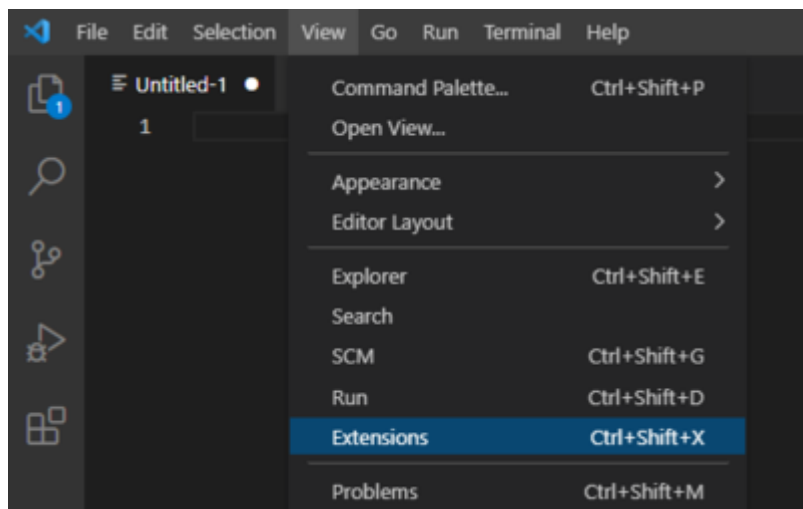 File Edit Selection View Go Run Terminal Help
Untitled-1
1
1
Command Palette... Ctrl+Shift+P
Open View...
Appearance
Editor Layout
Explorer Ctrl+Shift+E
Search
SCM Ctrl+Shift+G
Run Ctrl+Shift+D
Extensions Ctrl+Shift+X
Problems Ctrl+Shift+M